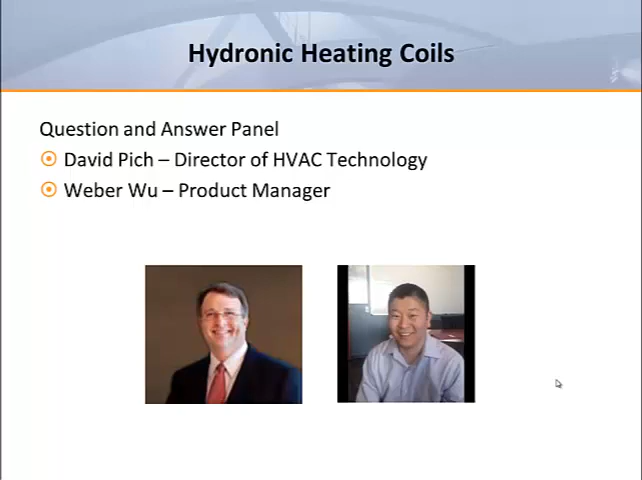 Hydronic Heating Coils
Question and Answer Panel
David Pich – Director of HVAC Technology
Weber Wu – Product Manager